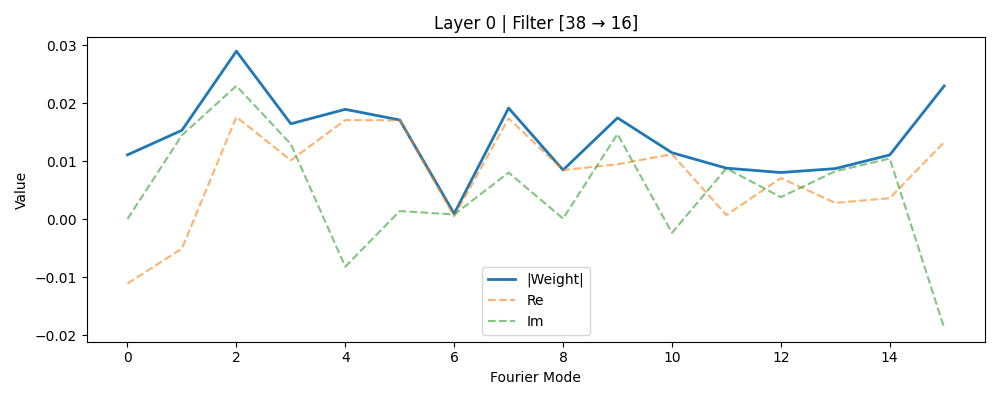 Layer 0 | Filter [38 → 16]
Value
0.03
0.02
0.01
0.00
−0.01
−0.02
|Weight|
Re
Im
0 2 4 6 8 10 12 14
Fourier Mode